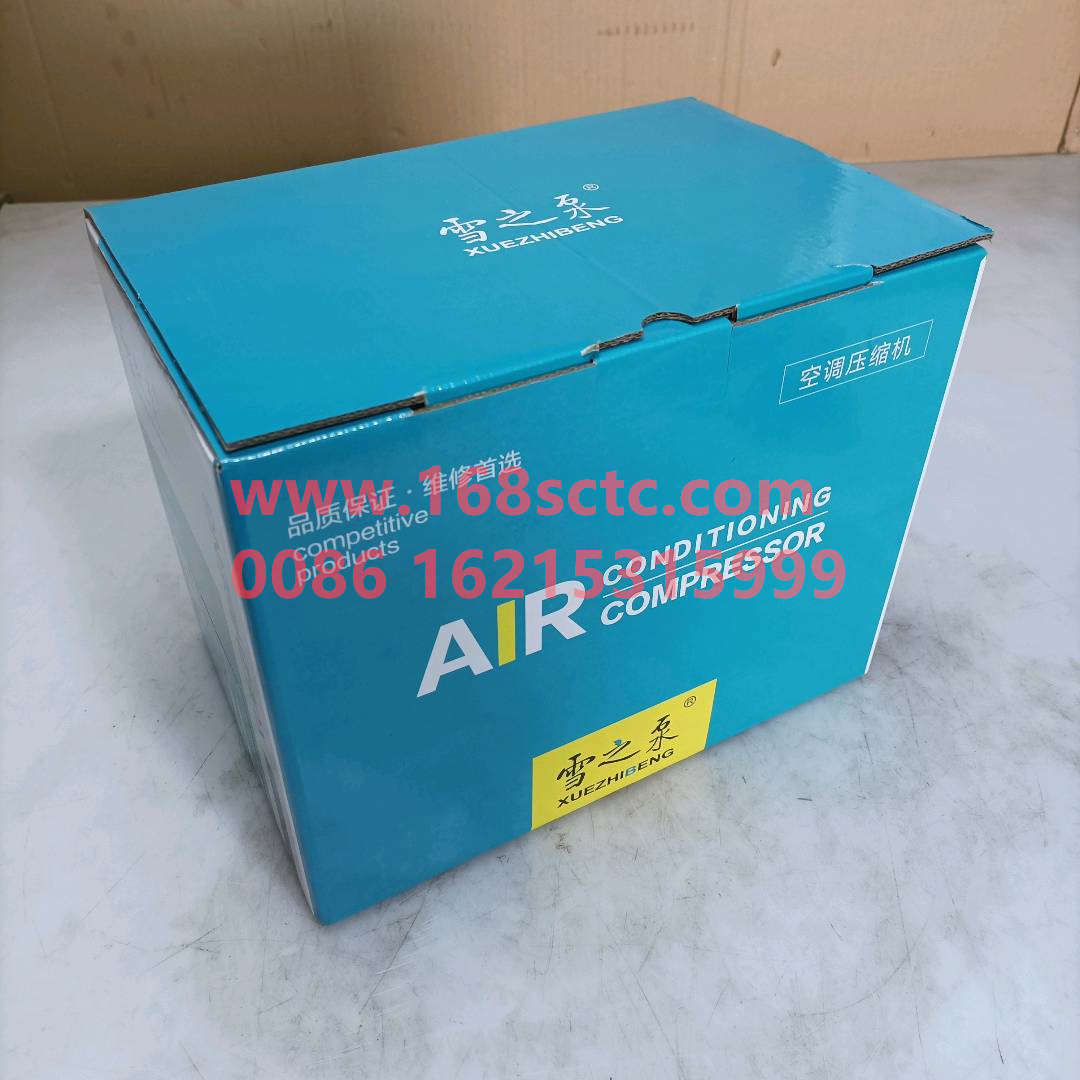 雪之泵®
XUEZHIBENG
空调压缩机
品质保证·维修首选
competitive
products
www.168sctc.com
0086 16215315999
AIR CONDITIONING
COMPRESSOR
雪之泵®
XUEZHIBENG